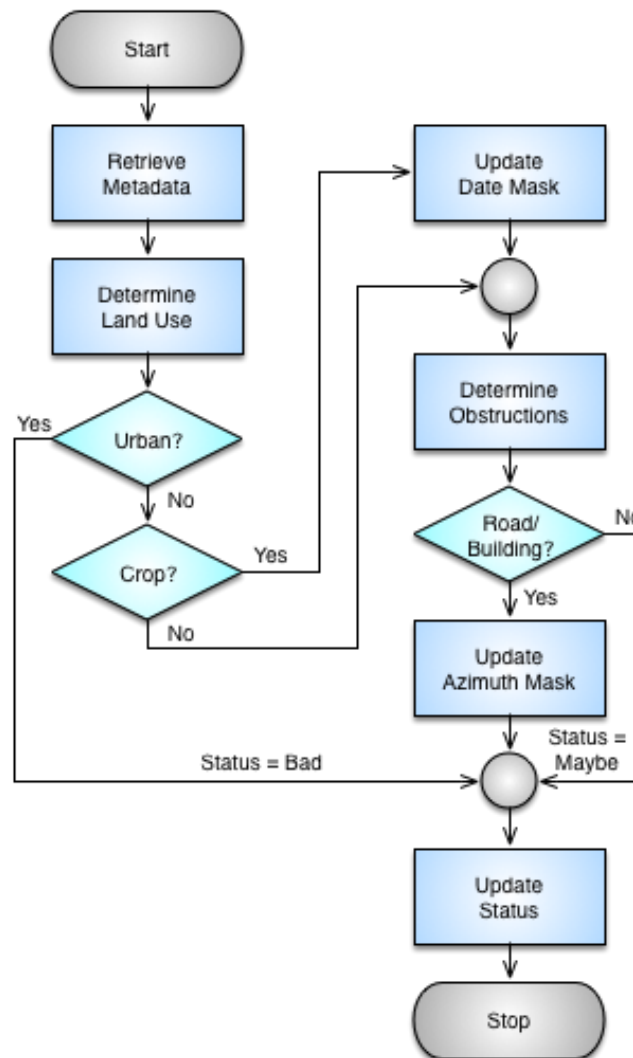 Start
Retrieve
Metadata
Determine
Land Use
Urban?
Yes
No
Crop?
Yes
No
Update
Date Mask
Determine
Obstructions
Road/
Building?
No
Yes
Update
Azimuth Mask
Status = Bad
Status =
Maybe
Update
Status
Stop